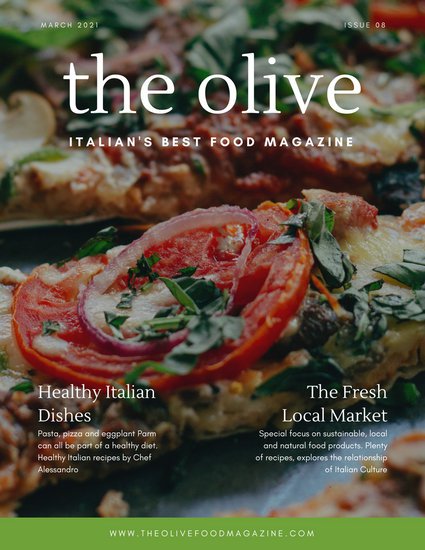 MARCH 2021
ISSUE 08
the olive
ITALIAN'S BEST FOOD MAGAZINE
Healthy Italian
Dishes
Pasta, pizza and eggplant Parm
can all be part of a healthy diet.
Healthy Italian recipes by Chef
Alessandro
The Fresh
Local Market
Special focus on sustainable, local
and natural food products. Plenty
of recipes, explores the relationship
of Italian Culture
WWW.THEOLIVEFOODMAGAZINE.COM